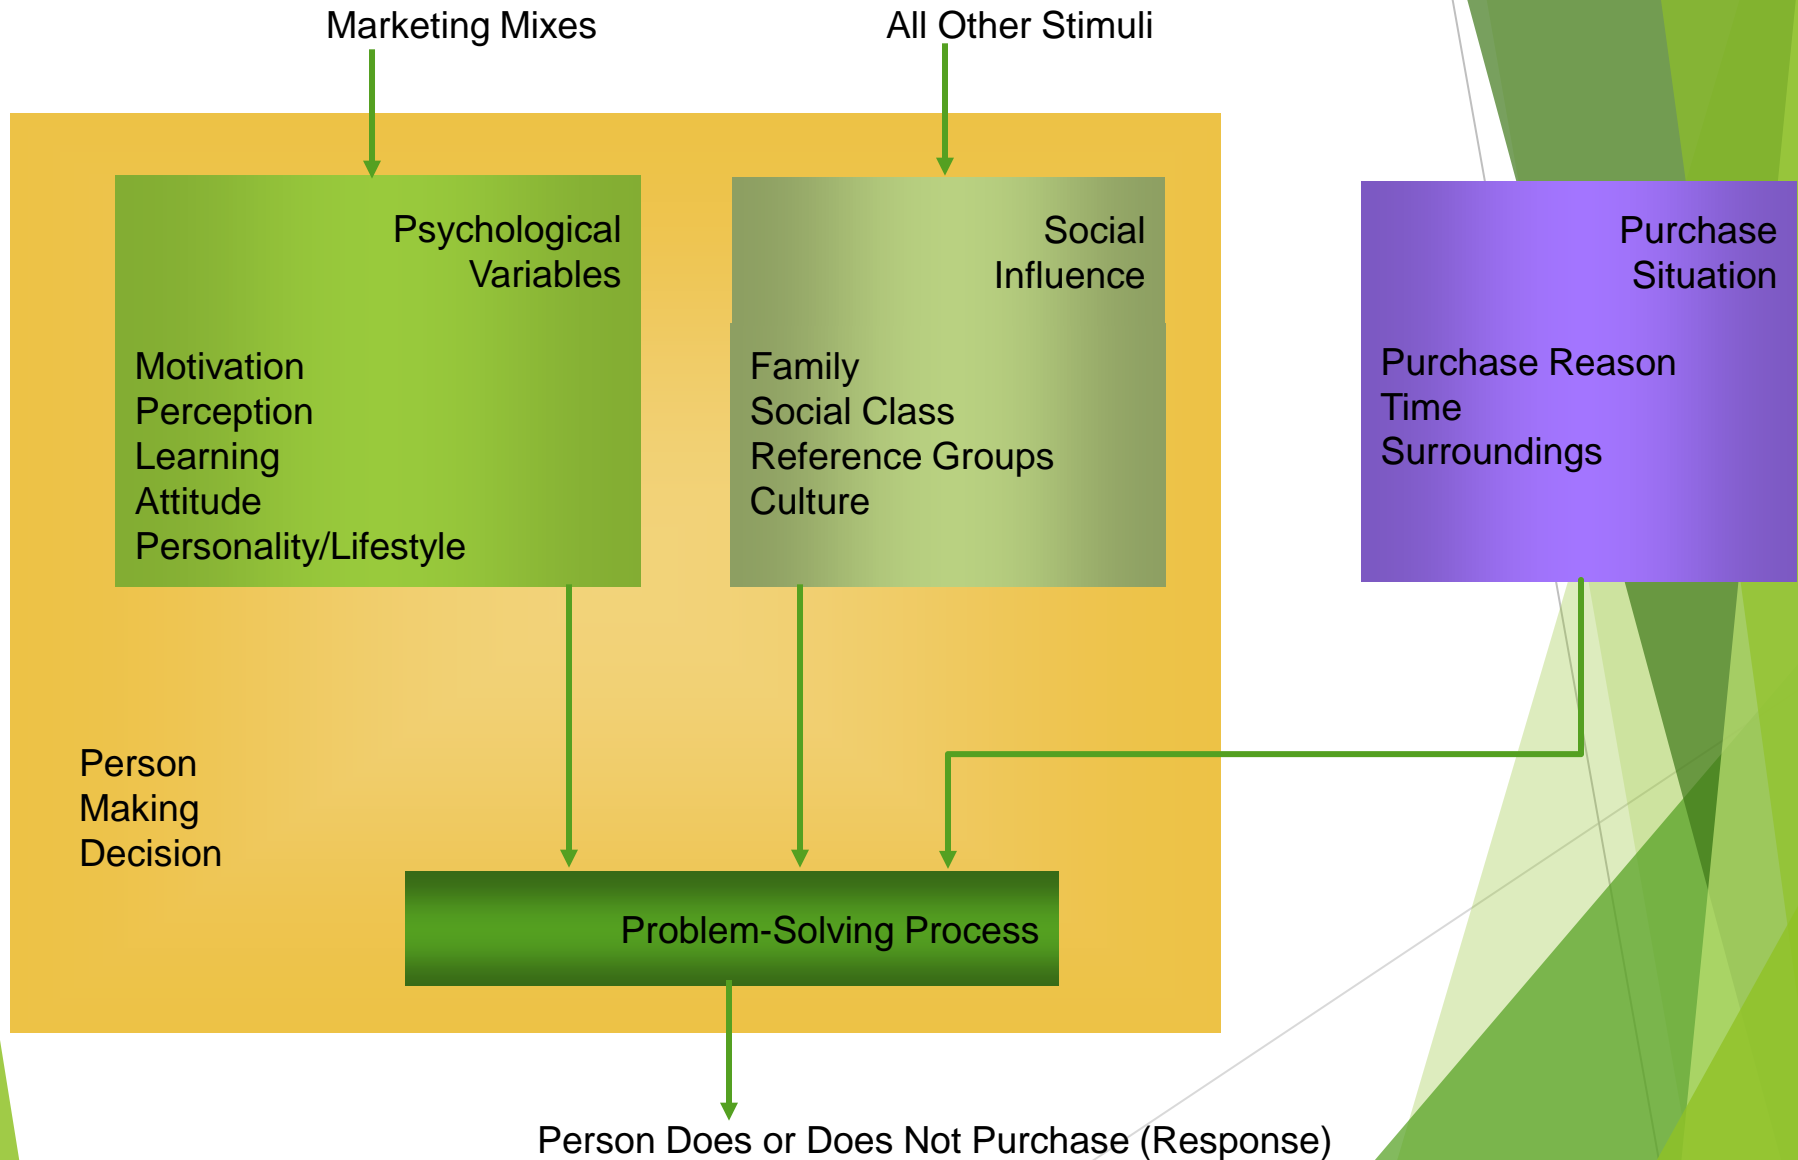 Marketing Mixes
All Other Stimuli
Psychological
Variables
Motivation
Perception
Learning
Attitude
Personality/Lifestyle
Social
Influence
Family
Social Class
Reference Groups
Culture
Purchase
Situation
Purchase Reason
Time
Surroundings
Person
Making
Decision
Problem-Solving Process
Person Does or Does Not Purchase (Response)